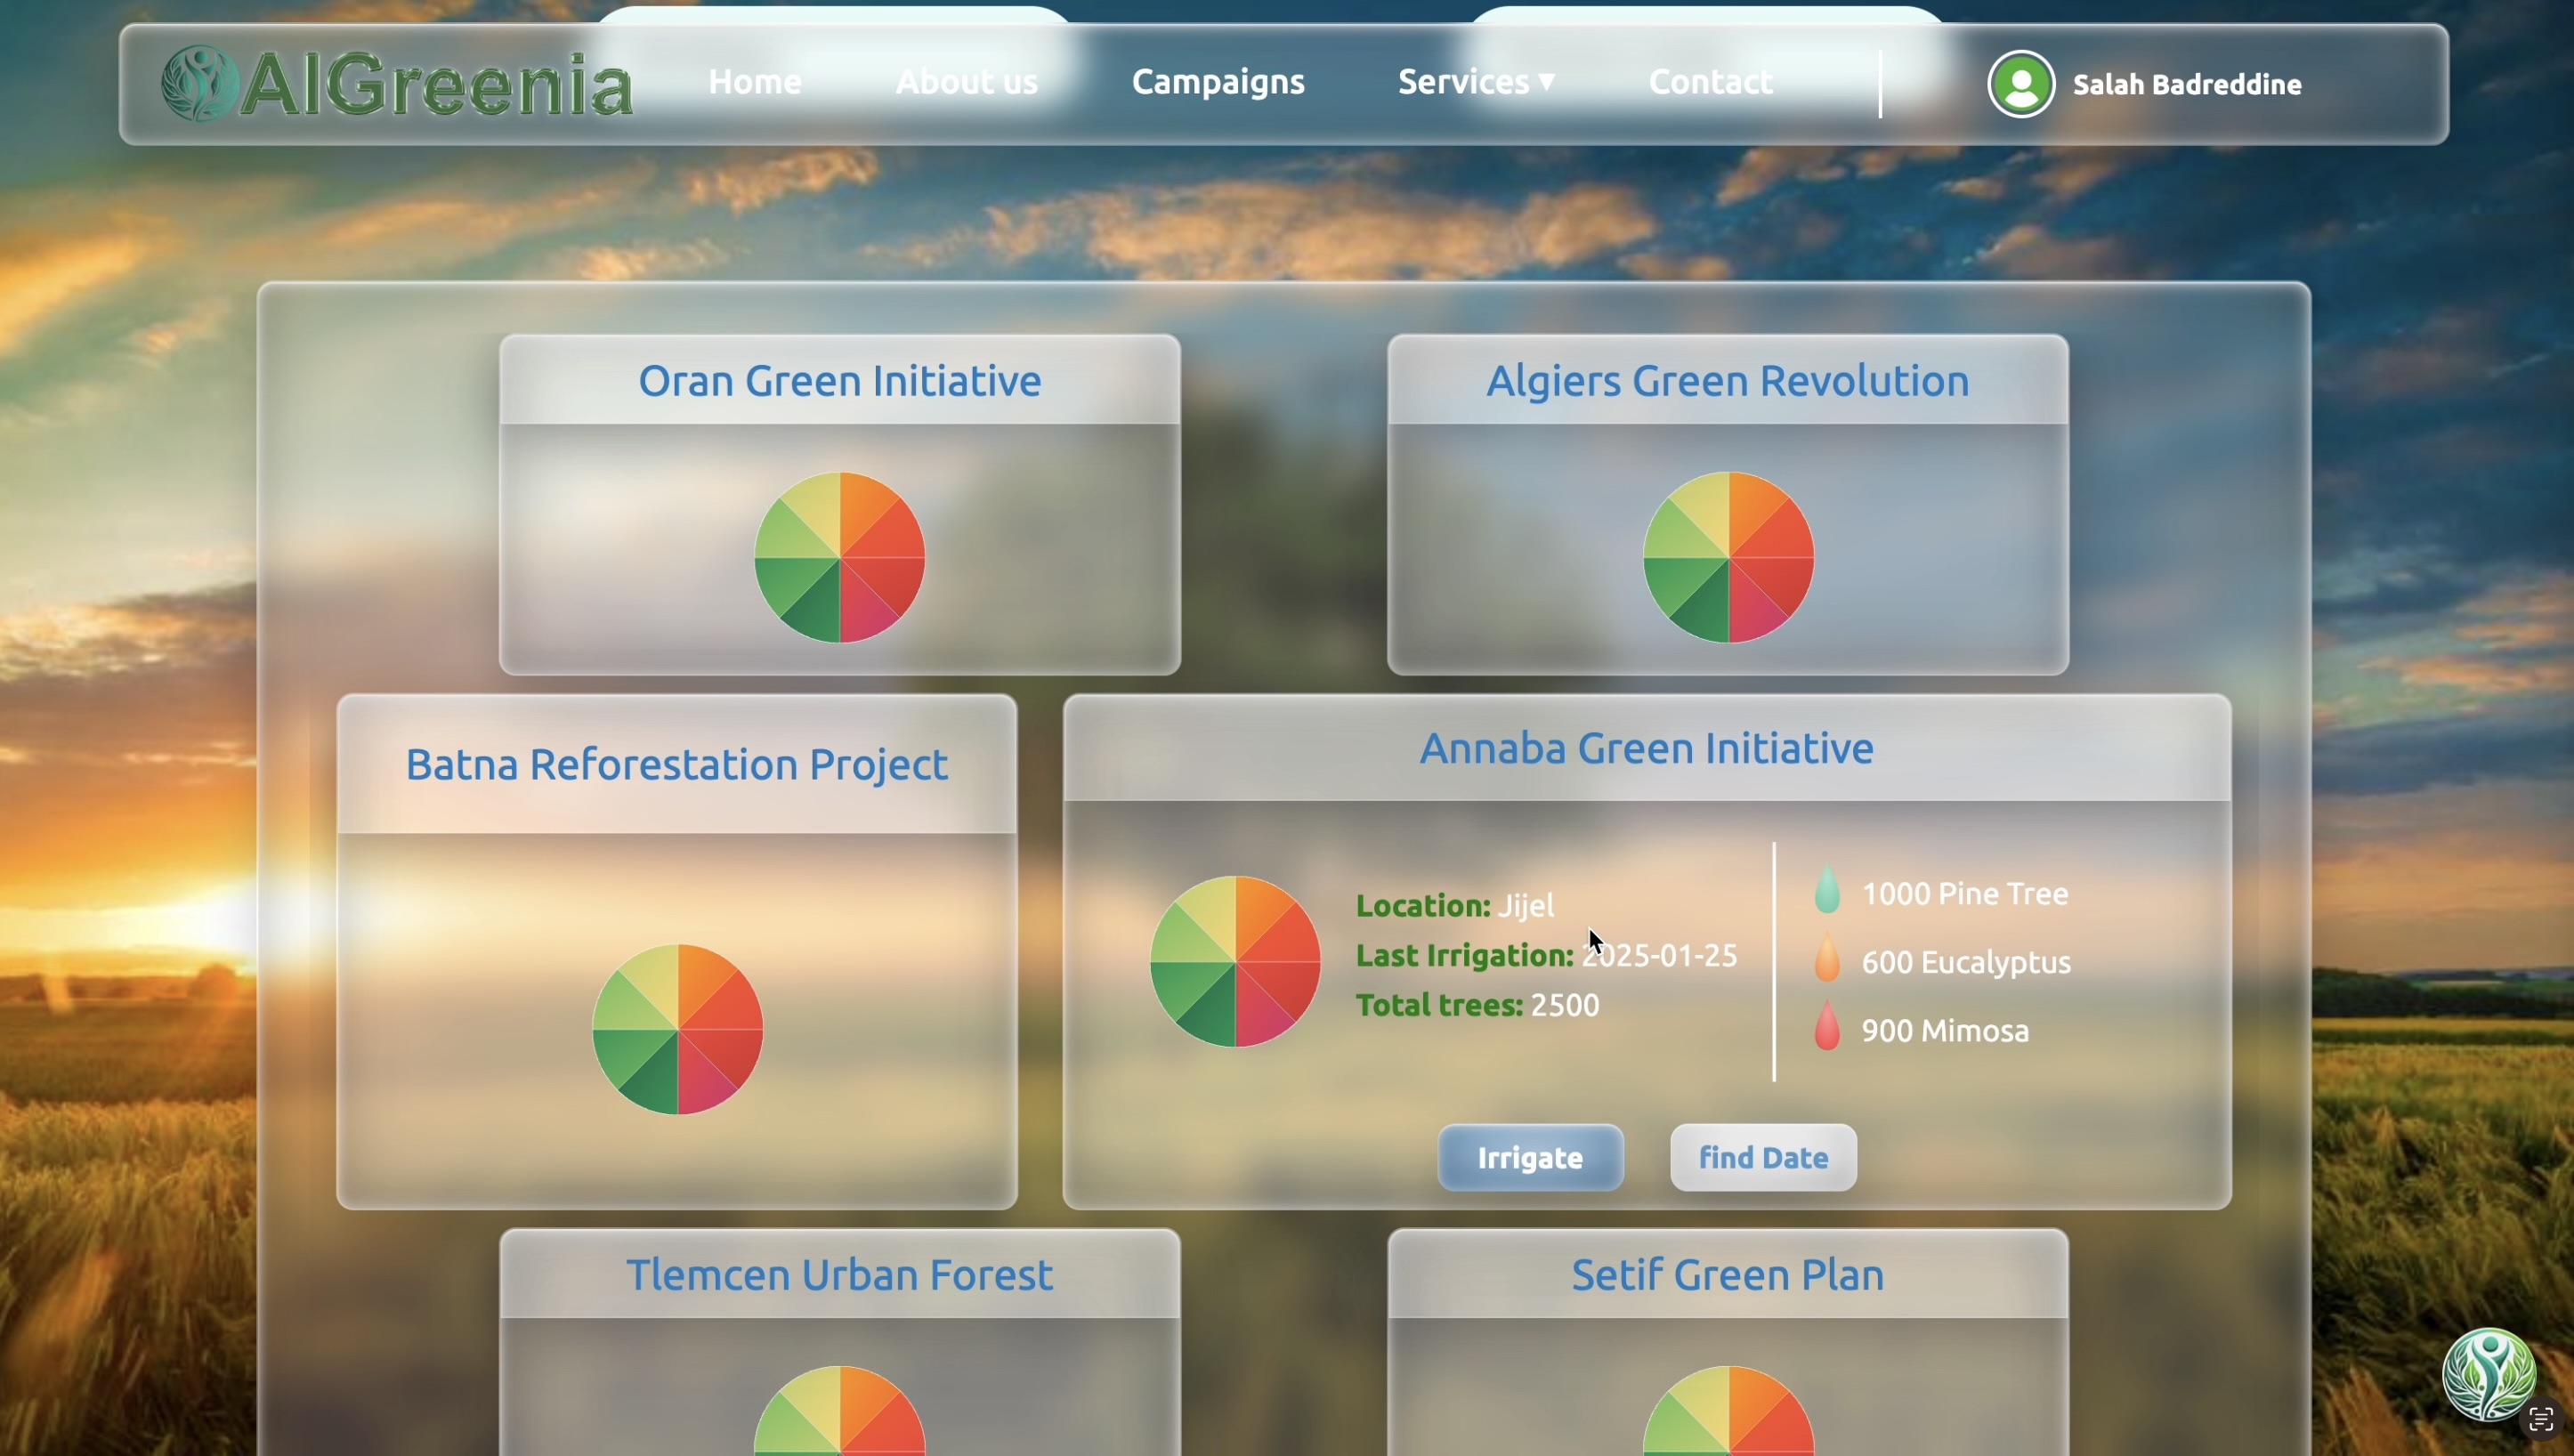 AlGreenia
Home
About us
Campaigns
Services ▼
Contact
Salah Badreddine
Oran Green Initiative
Algiers Green Revolution
Batna Reforestation Project
Annaba Green Initiative
Location: Jijel
Last Irrigation: 2025-01-25
Total trees: 2500
1000 Pine Tree
600 Eucalyptus
900 Mimosa
Irrigate
find Date
Tlemcen Urban Forest
Setif Green Plan